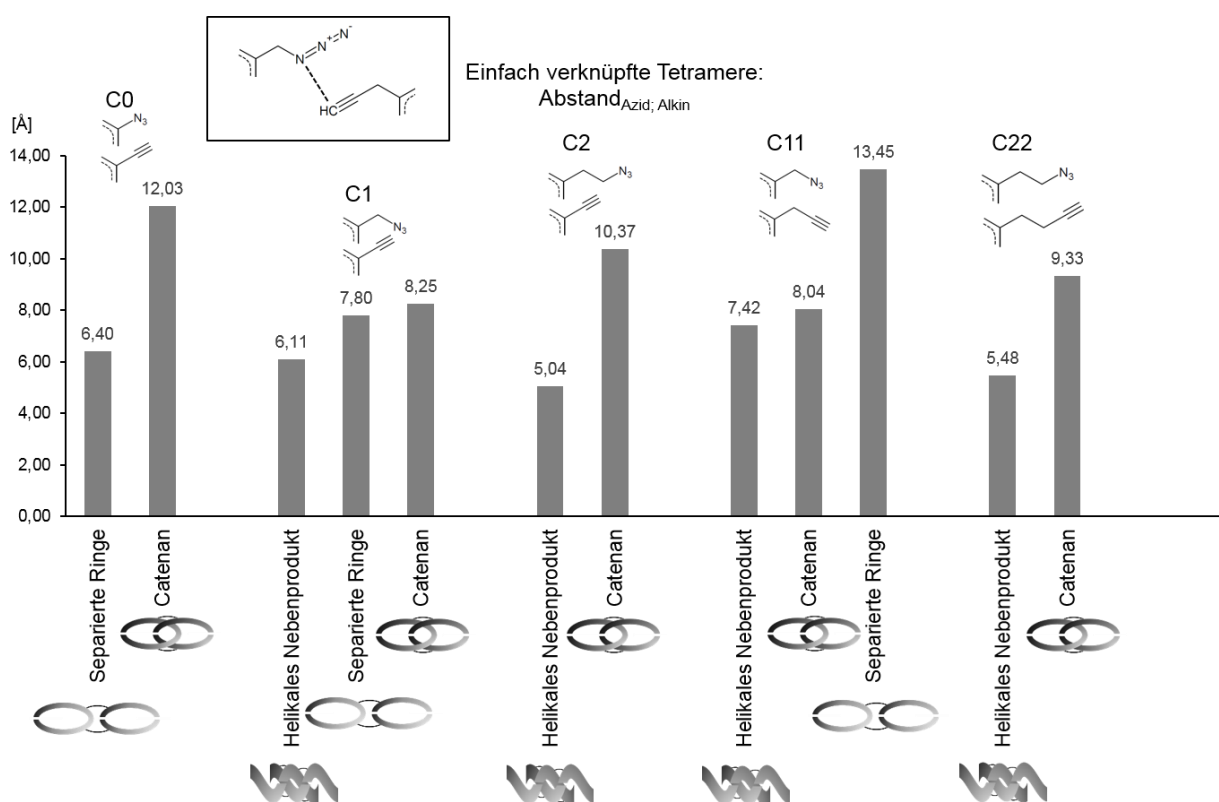 N
N⁺
N⁻
HC
Einfach verknüpfte Tetramere:
Abstand Azid; Alkin
C0
N₃
C1
N₃
C2
N₃
C11
N₃
C22
N₃
[Å]
14,00
12,00
10,00
8,00
6,00
4,00
2,00
0,00
6,40
12,03
6,11
7,80
8,25
5,04
10,37
7,42
8,04
13,45
5,48
9,33
Separierte Ringe
Catenan
Helikales Nebenprodukt
Separierte Ringe
Catenan
Helikales Nebenprodukt
Catenan
Helikales Nebenprodukt
Catenan
Separierte Ringe
Helikales Nebenprodukt
Catenan